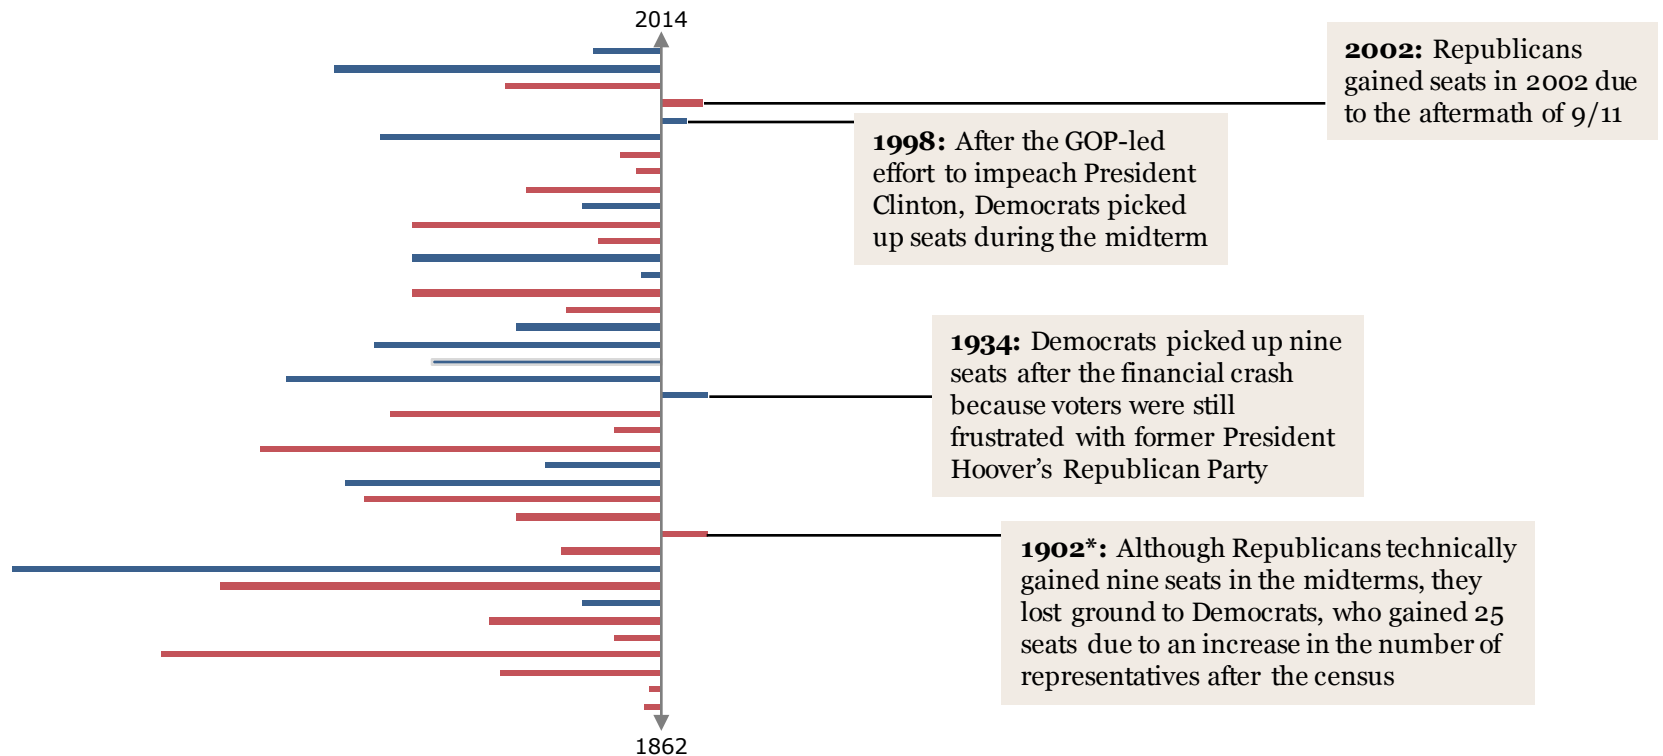 2014
2002: Republicans
gained seats in 2002 due
to the aftermath of 9/11
1998: After the GOP-led
effort to impeach President
Clinton, Democrats picked
up seats during the midterm
1934: Democrats picked up nine
seats after the financial crash
because voters were still
frustrated with former President
Hoover’s Republican Party
1902*: Although Republicans technically
gained nine seats in the midterms, they
lost ground to Democrats, who gained 25
seats due to an increase in the number of
representatives after the census
1862